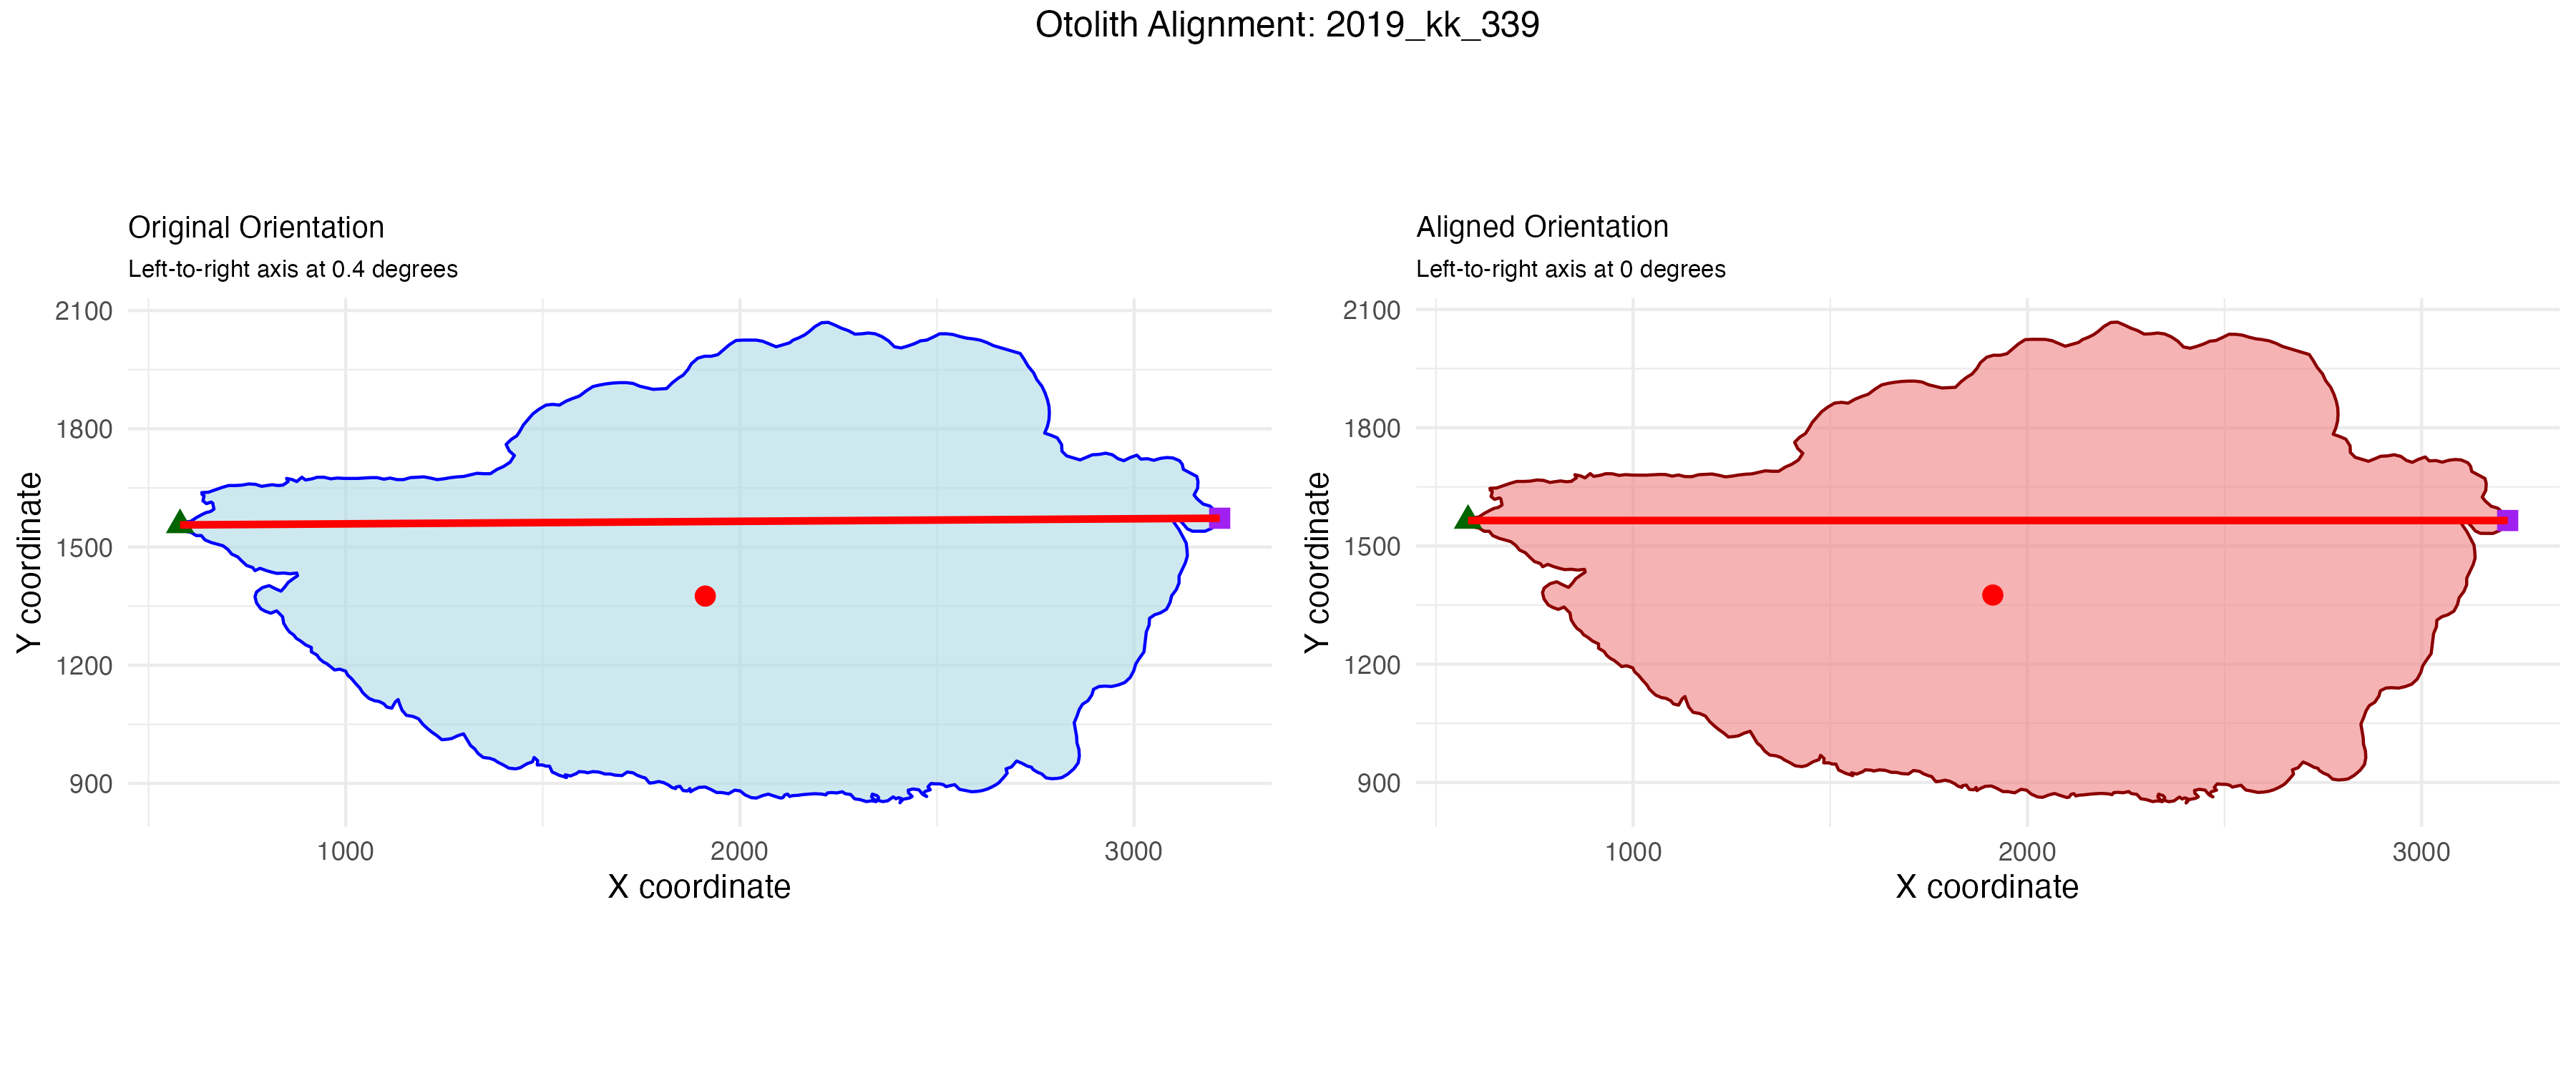 Otolith Alignment: 2019_kk_339
Original Orientation
Left-to-right axis at 0.4 degrees
2100
1800
1500
1200
900
Y coordinate
1000
2000
3000
X coordinate
Aligned Orientation
Left-to-right axis at 0 degrees
2100
1800
1500
1200
900
Y coordinate
1000
2000
3000
X coordinate